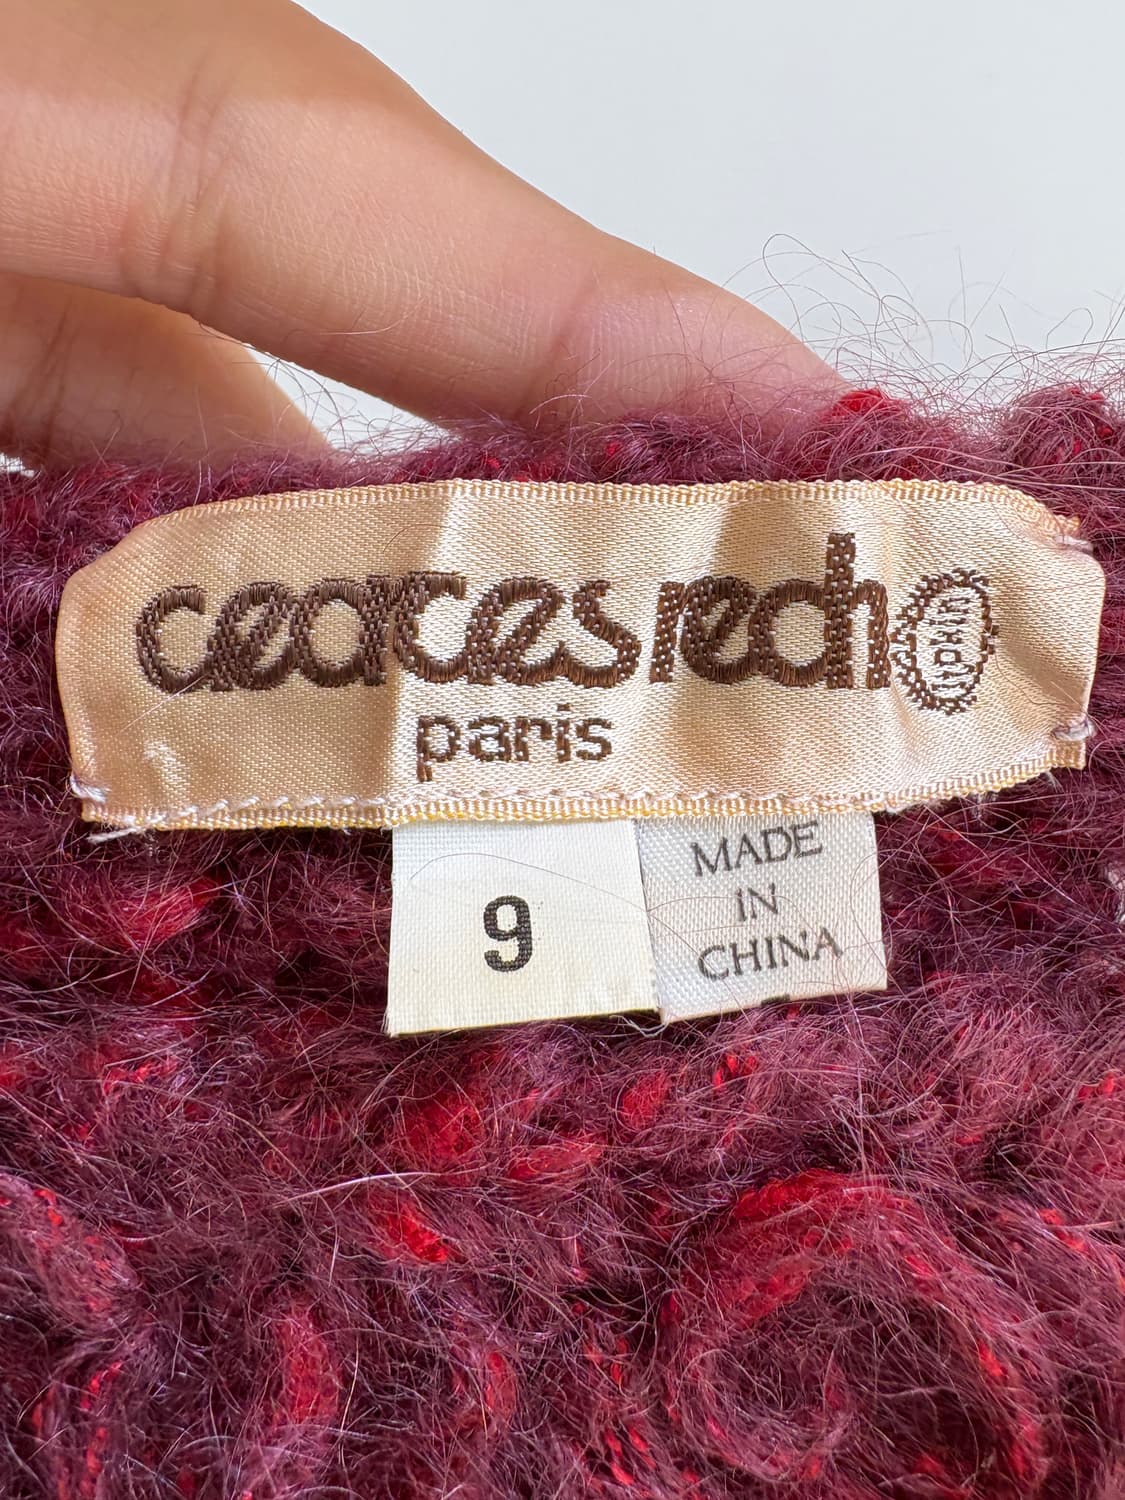 georges rech
paris
9
MADE
IN
CHINA